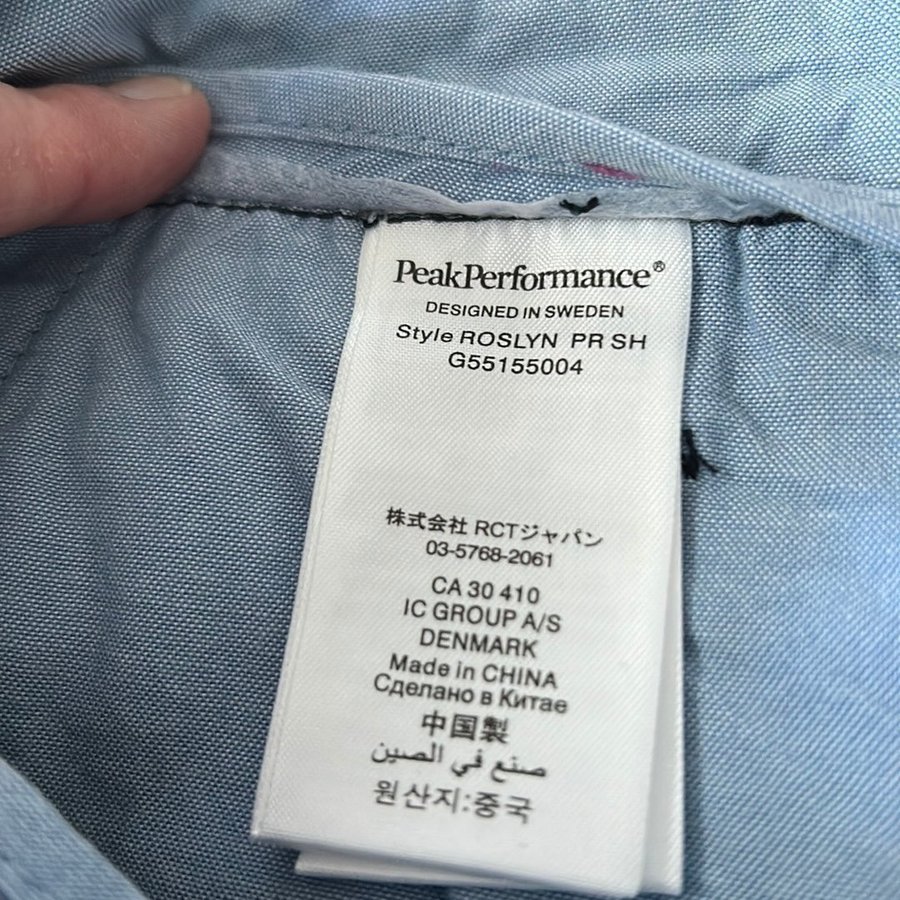 PeakPerformance®
DESIGNED IN SWEDEN
Style ROSLYN PR SH
G55155004
株式会社 RCTジャパン
03-5768-2061
CA 30 410
IC GROUP A/S
DENMARK
Made in CHINA
Сделано в Китае
中国製
صنع في الصين
원산지:중국